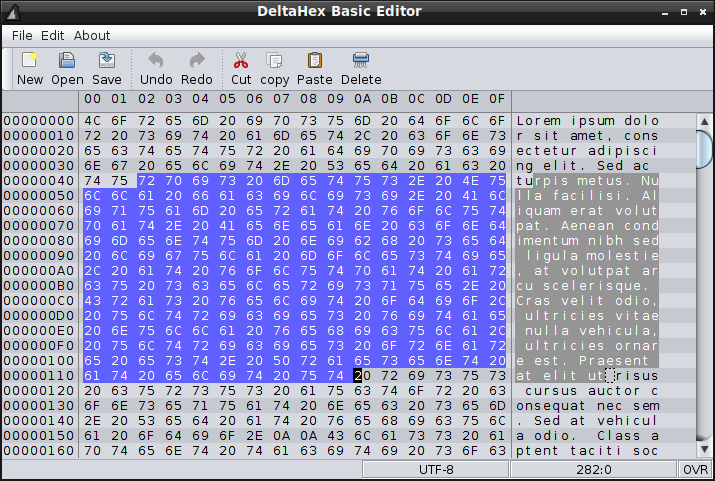 DeltaHex Basic Editor
File Edit About
New Open Save Undo Redo Cut copy Paste Delete
00 01 02 03 04 05 06 07 08 09 0A 0B 0C 0D 0E 0F
00000000 4C 6F 72 65 6D 20 69 70 73 75 6D 20 64 6F 6C 6F Lorem ipsum dolo
00000010 72 20 73 69 74 20 61 6D 65 74 2C 20 63 6F 6E 73 r sit amet, cons
00000020 65 63 74 65 74 75 72 20 61 64 69 70 69 73 63 69 ectetur adipisci
00000030 6E 67 20 65 6C 69 74 2E 20 53 65 64 20 61 63 20 ng elit. Sed ac
00000040 74 75 72 70 69 73 20 6D 65 74 75 73 2E 20 4E 75 turpis metus. Nu
00000050 6C 6C 61 20 66 61 63 69 6C 69 73 69 2E 20 41 6C lla facilisi. Al
00000060 69 71 75 61 6D 20 65 72 61 74 20 76 6F 6C 75 74 iquam erat volut
00000070 70 61 74 2E 20 41 65 6E 65 61 6E 20 63 6F 6E 64 pat. Aenean cond
00000080 69 6D 65 6E 74 75 6D 20 6E 69 62 68 20 73 65 64 imentum nibh sed
00000090 20 6C 69 67 75 6C 61 20 6D 6F 6C 65 73 74 69 65 ligula molestie
000000A0 2C 20 61 74 20 76 6F 6C 75 74 70 61 74 20 61 72 , at volutpat ar
000000B0 63 75 20 73 63 65 6C 65 72 69 73 71 75 65 2E 20 cu scelerisque.
000000C0 43 72 61 73 20 76 65 6C 69 74 20 6F 64 69 6F 2C Cras velit odio,
000000D0 20 75 6C 74 72 69 63 69 65 73 20 76 69 74 61 65 ultricies vitae
000000E0 20 6E 75 6C 6C 61 20 76 65 68 69 63 75 6C 61 2C nulla vehicula,
000000F0 20 75 6C 74 72 69 63 69 65 73 20 6F 72 6E 61 72 ultricies ornar
00000100 65 20 65 73 74 2E 20 50 72 61 65 73 65 6E 74 20 e est. Praesent
00000110 61 74 20 65 6C 69 74 20 75 74 20 72 69 73 75 73 at elit ut risus
00000120 20 63 75 72 73 75 73 20 61 75 63 74 6F 72 20 63 cursus auctor c
00000130 6F 6E 73 65 71 75 61 74 20 6E 65 63 20 73 65 6D onsequat nec sem
00000140 2E 20 53 65 64 20 61 74 20 76 65 68 69 63 75 6C . Sed at vehicul
00000150 61 20 6F 64 69 6F 2E 0A 0A 43 6C 61 73 73 20 61 a odio. Class a
00000160 70 74 65 6E 74 20 74 61 63 69 74 69 20 73 6F 63 ptent taciti soc
UTF-8 282:0 OVR